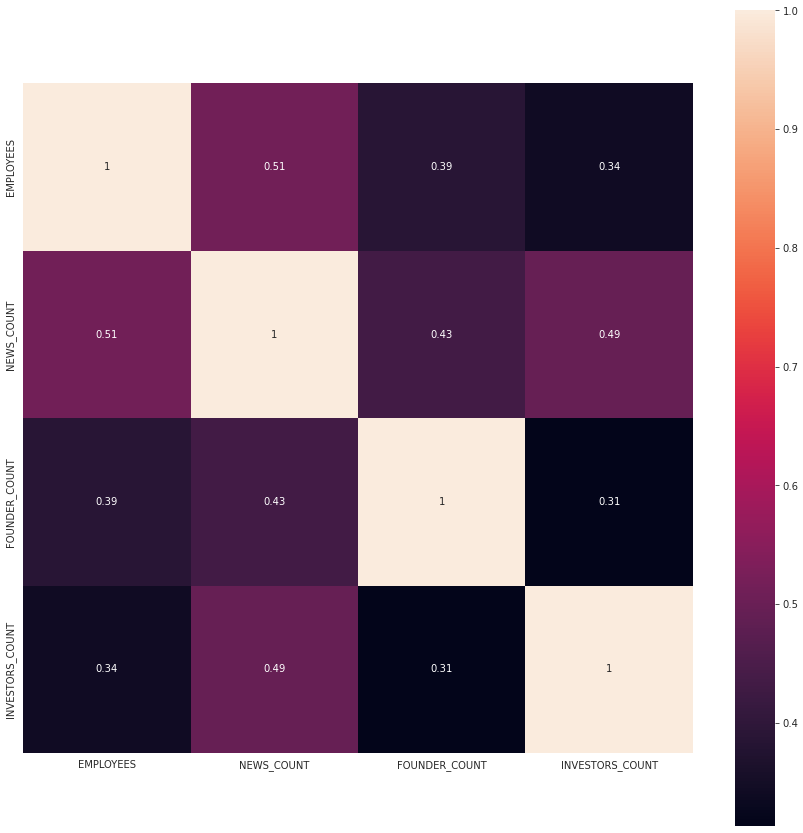 1.0
0.9
0.8
0.7
0.6
0.5
0.4
EMPLOYEES
1 0.51 0.39 0.34
NEWS_COUNT
0.51 1 0.43 0.49
FOUNDER_COUNT
0.39 0.43 1 0.31
INVESTORS_COUNT
0.34 0.49 0.31 1
EMPLOYEES NEWS_COUNT FOUNDER_COUNT INVESTORS_COUNT